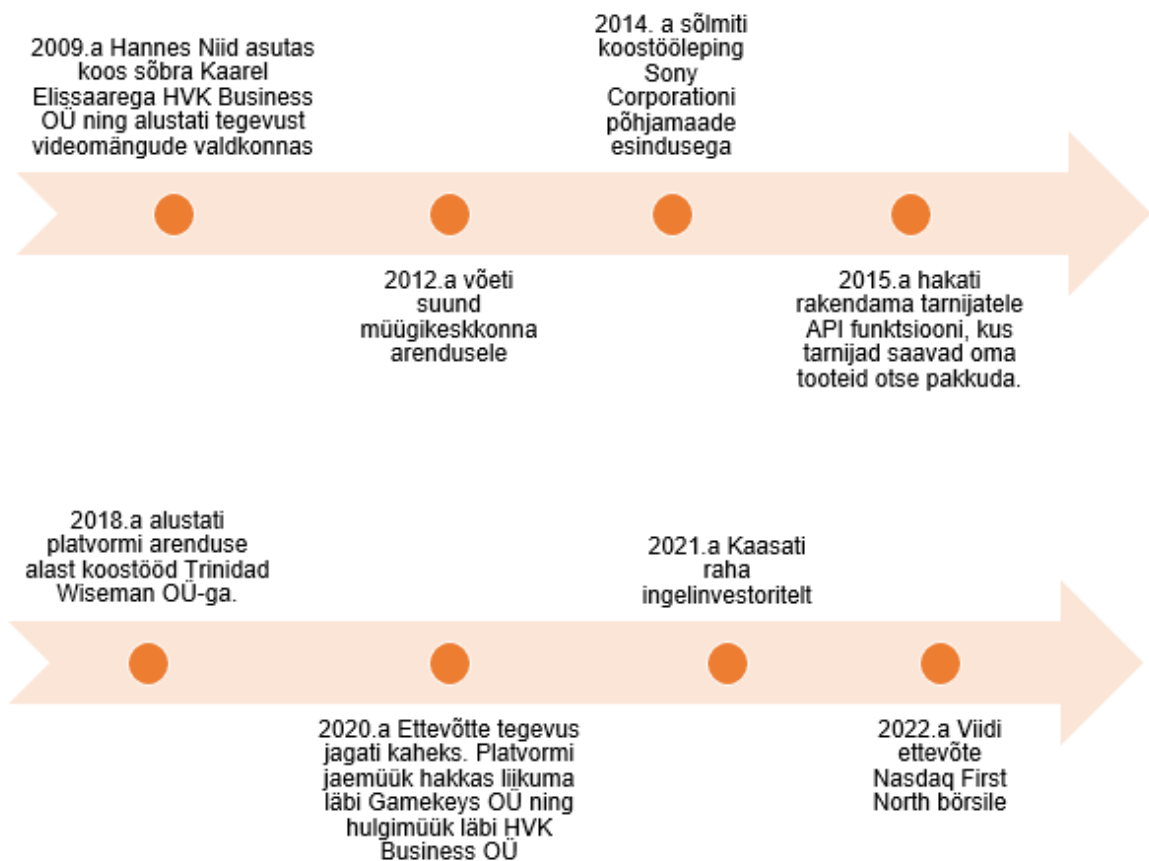 2009.a Hannes Niid asutas
koos sõbra Kaarel
Elissaarega HVK Business
OÜ ning alustati tegevust
videomängude valdkonnas
2012.a võeti
suund
müügikeskkonna
arendusele
2014. a sõlmiti
koostööleping
Sony
Corporationi
põhjamaade
esindusega
2015.a hakati
rakendama tarnijatele
API funktsiooni, kus
tarnijad saavad oma
tooteid otse pakkuda.
2018.a alustati
platvormi arenduse
alast koostööd Trinidad
Wiseman OÜ-ga.
2020.a Ettevõtte tegevus
jagati kaheks. Platvormi
jaemüük hakkas liikuma
läbi Gamekeys OÜ ning
hulgimüük läbi HVK
Business OÜ
2021.a Kaasati
raha
ingelinvestoritelt
2022.a Viidi
ettevõte
Nasdaq First
North börsile